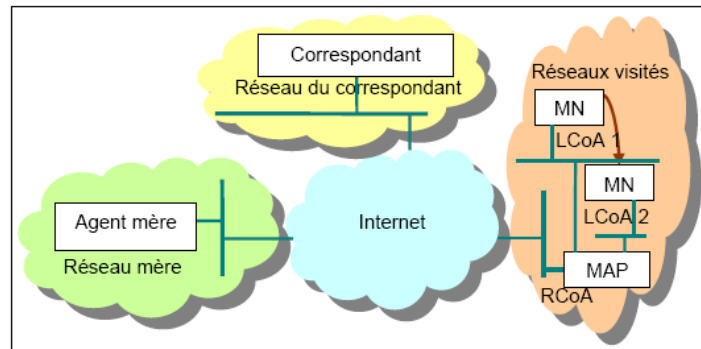 Correspondant
Réseau du correspondant
Réseaux visités
MN
LCoA 1
MN
LCoA 2
Agent mère
Réseau mère
Internet
MAP
RCoA